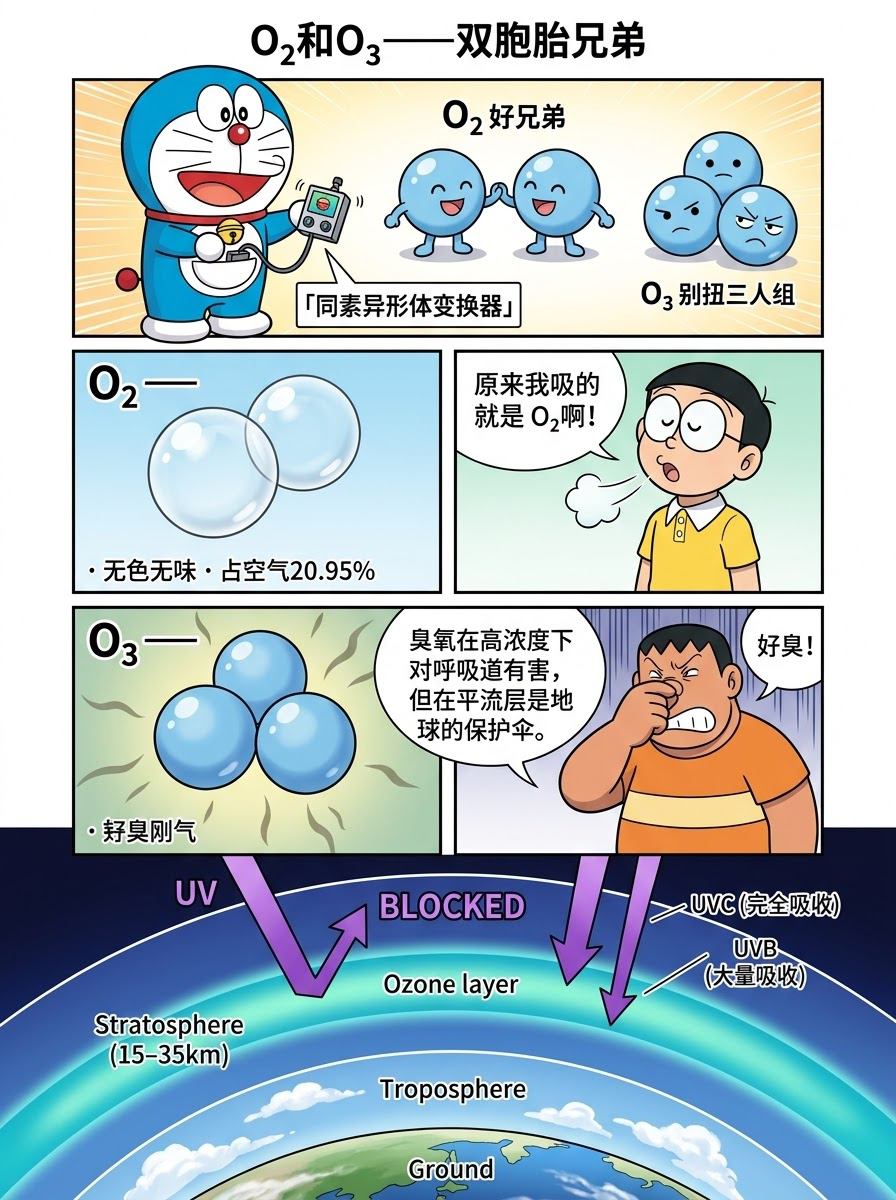 O₂和O₃——双胞胎兄弟
O₂ 好兄弟
O₃ 别扭三人组
「同素异形体变换器」
O₂ —
・无色无味・占空气20.95%
原来我吸的
就是 O₂啊！
O₃ —
・臭刚气
臭氧在高浓度下
对呼吸道有害，
但在平流层是地
球的保护伞。
好臭！
UV
BLOCKED
UVC (完全吸收)
UVB
(大量吸收)
Ozone layer
Stratosphere
(15–35km)
Troposphere
Ground